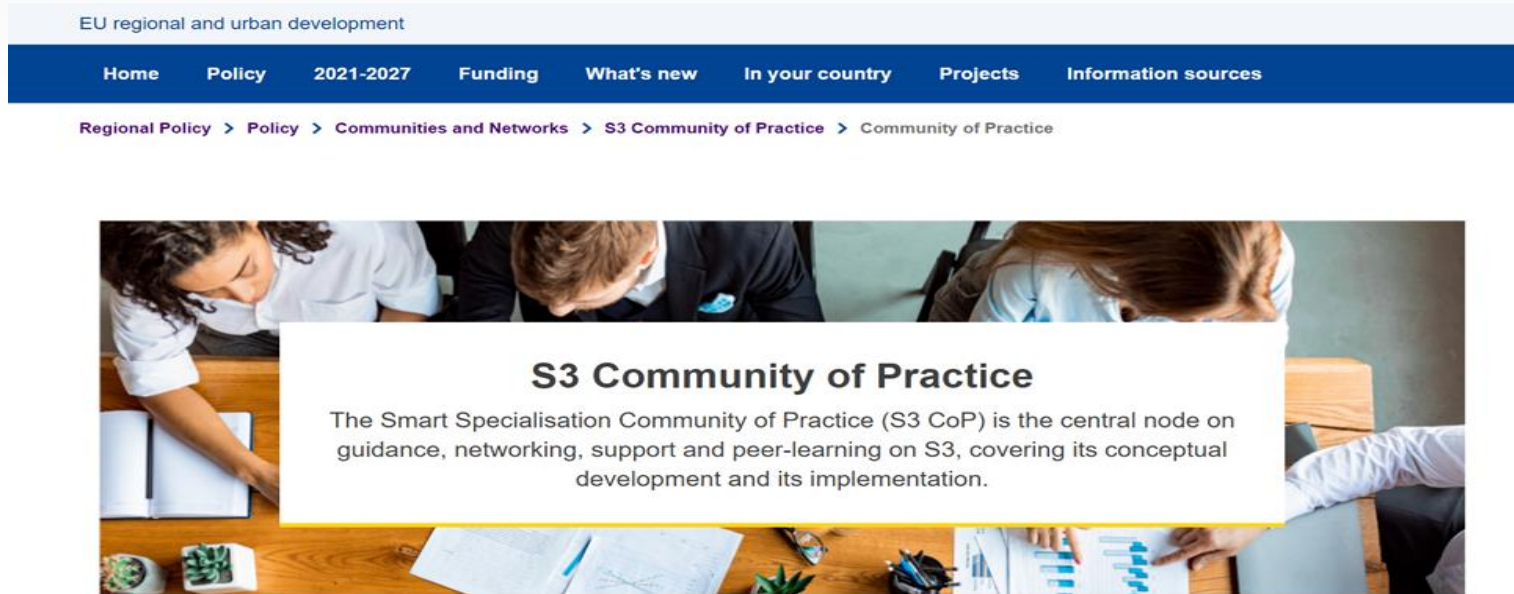 EU regional and urban development
Home Policy 2021-2027 Funding What's new In your country Projects Information sources
Regional Policy > Policy > Communities and Networks > S3 Community of Practice > Community of Practice
S3 Community of Practice
The Smart Specialisation Community of Practice (S3 CoP) is the central node on
guidance, networking, support and peer-learning on S3, covering its conceptual
development and its implementation.